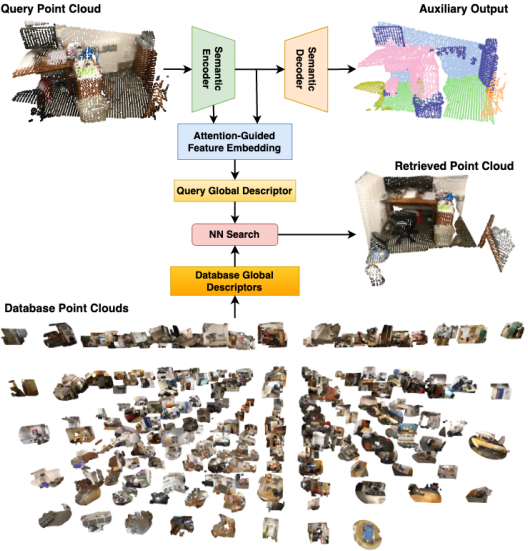 Query Point Cloud
Auxiliary Output
Semantic
Encoder
Semantic
Decoder
Attention-Guided
Feature Embedding
Retrieved Point Cloud
Query Global Descriptor
NN Search
Database Global
Descriptors
Database Point Clouds